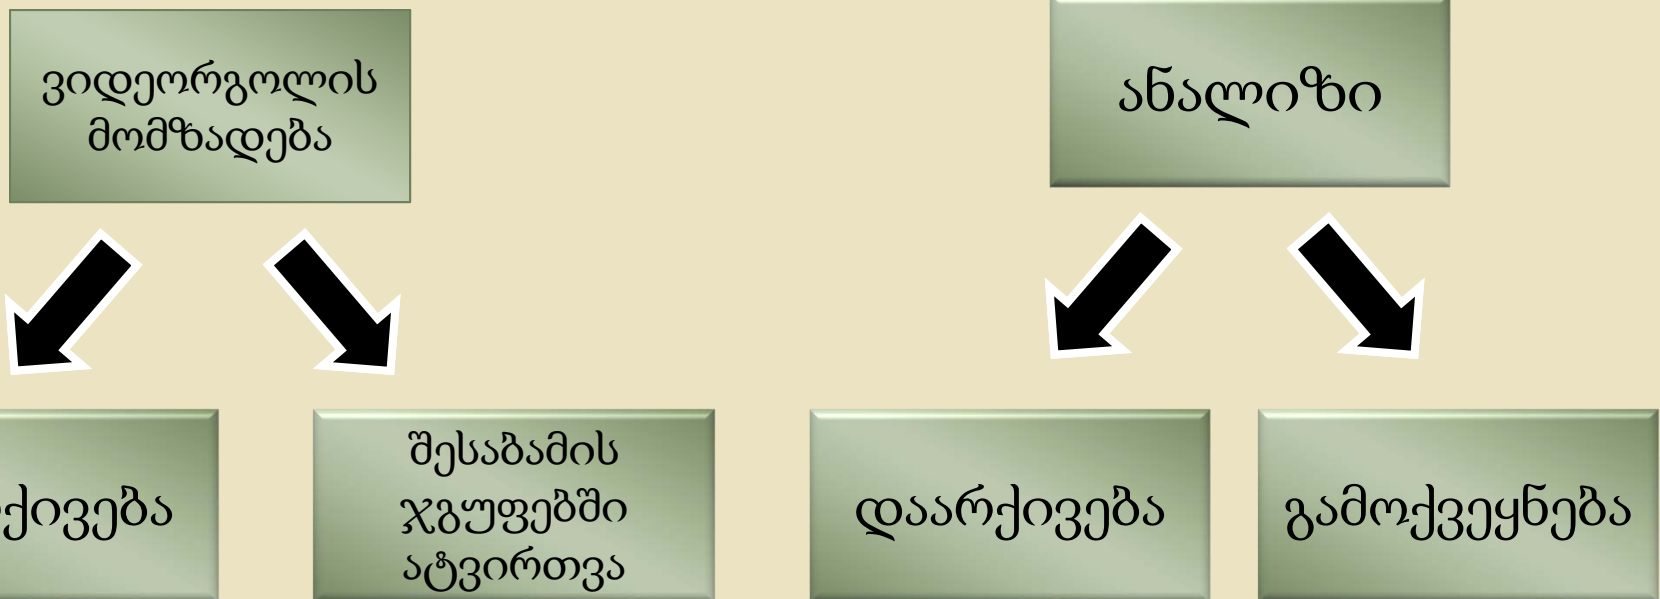 ვიდეორგოლის
მომზადება
ანალიზი
შესაბამის
ჯგუფებში
ატვირთვა
დაარქივება
გამოქვეყნება